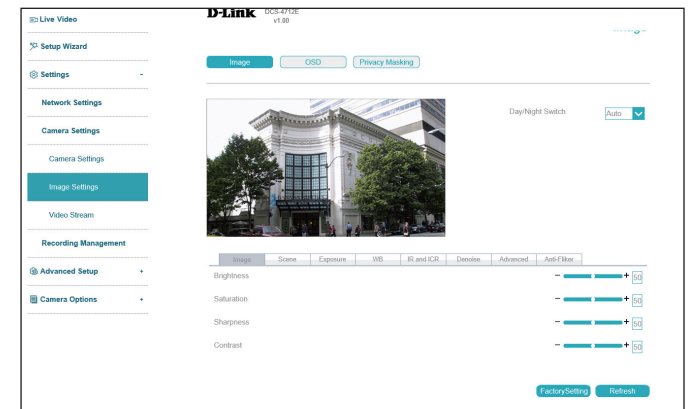 Live Video
Setup Wizard
Settings -
Network Settings
Camera Settings
Camera Settings
Image Settings
Video Stream
Recording Management
Advanced Setup +
Camera Options +
D-Link DCS-4712E
v1.00
Image OSD Privacy Masking
Day/Night Switch Auto
Image Scene Exposure WB IR and ICR Denoise Advanced Anti-Fliker
Brightness - + 50
Saturation - + 50
Sharpness - + 50
Contrast - + 50
FactorySetting Refresh